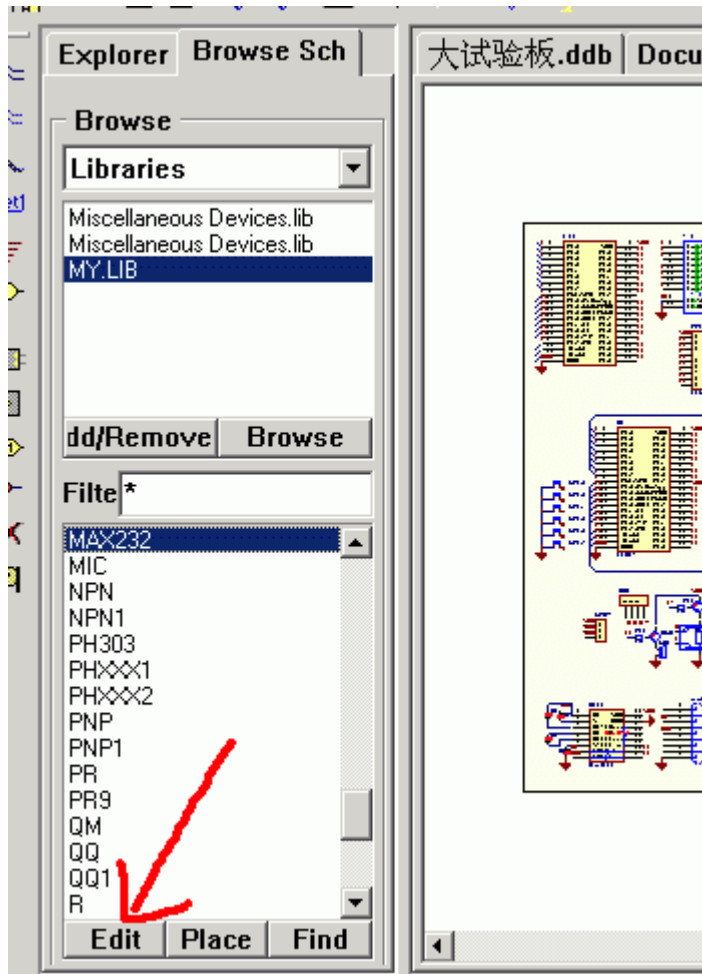 Explorer
Browse Sch
大试验板.ddb
Docu
Browse
Libraries
Miscellaneous Devices.lib
Miscellaneous Devices.lib
MY.LIB
dd/Remove
Browse
Filte *
MAX232
MIC
NPN
NPN1
PH303
PHXXX1
PHXXX2
PNP
PNP1
PR
PR9
QM
QQ
QQ1
R
Edit
Place
Find